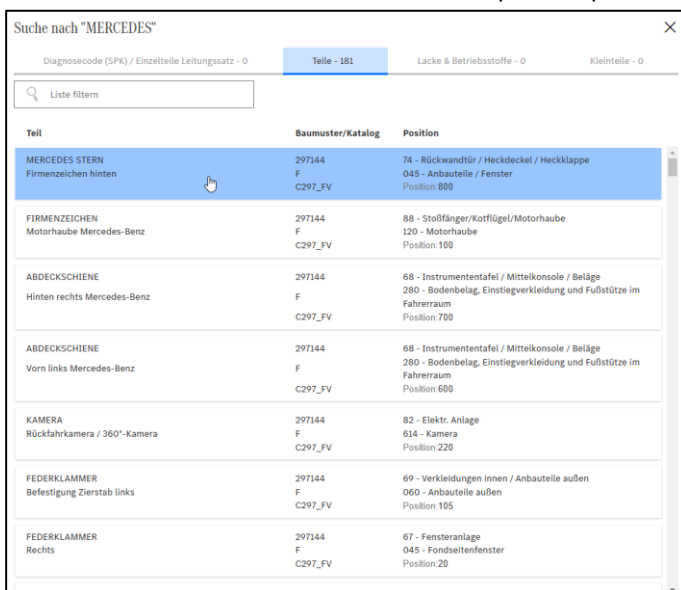 Suche nach "MERCEDES"
Diagnosecode (SPK) / Einzelteile Leitungssatz - 0 Teile - 181 Lacke & Betriebsstoffe - 0 Kleinteile - 0
Liste filtern
Teil Baumuster/Katalog Position
MERCEDES STERN 297144 74 - Rückwandtür / Heckdeckel / Heckklappe
Firmenzeichen hinten F 045 - Anbauteile / Fenster
C297_FV Position:800
FIRMENZEICHEN 297144 88 - Stoßfänger/Kotflügel/Motorhaube
Motorhaube Mercedes-Benz F 120 - Motorhaube
C297_FV Position:100
ABDECKSCHIENE 297144 68 - Instrumententafel / Mittelkonsole / Beläge
Hinten rechts Mercedes-Benz F 280 - Bodenbelag, Einstiegverkleidung und Fußstütze im
Fahrerraum
C297_FV Position:700
ABDECKSCHIENE 297144 68 - Instrumententafel / Mittelkonsole / Beläge
Vorn links Mercedes-Benz F 280 - Bodenbelag, Einstiegverkleidung und Fußstütze im
Fahrerraum
C297_FV Position:600
KAMERA 297144 82 - Elektr. Anlage
Rückfahrkamera / 360°-Kamera F 614 - Kamera
C297_FV Position:220
FEDERKLAMMER 297144 69 - Verkleidungen innen / Anbauteile außen
Befestigung Zierstab links F 060 - Anbauteile außen
C297_FV Position:105
FEDERKLAMMER 297144 67 - Fensteranlage
Rechts F 045 - Fondseitenfenster
C297_FV Position:20